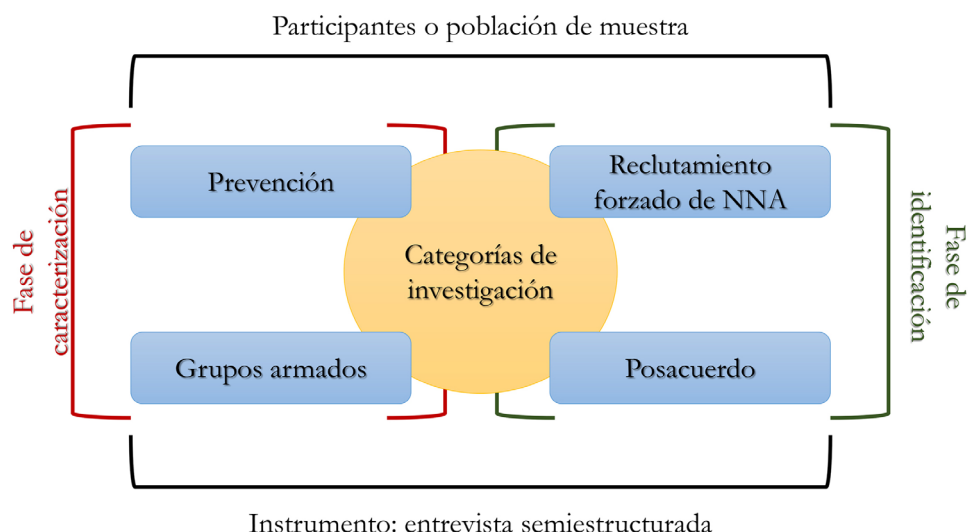 Participantes o población de muestra
Fase de
caracterización
Prevención
Reclutamiento
forzado de NNA
Categorías de
investigación
Grupos armados
Posacuerdo
Fase de
identificación
Instrumento: entrevista semiestructurada